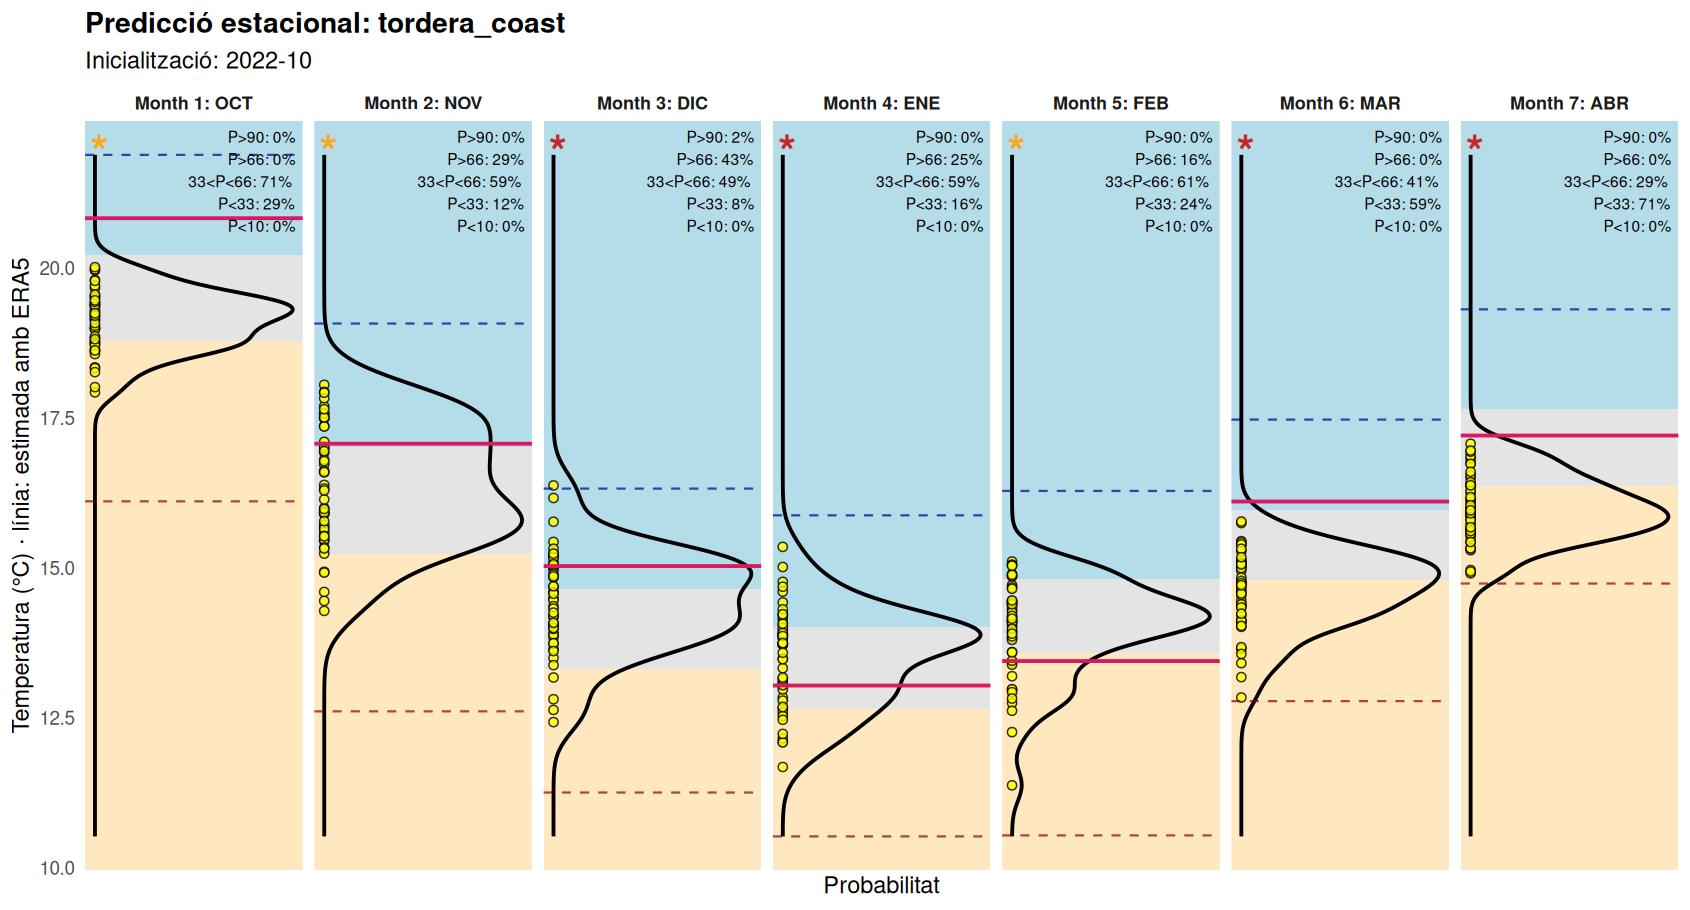 Predicció estacional: tordera_coast
Inicialització: 2022-10
Month 1: OCT
Month 2: NOV
Month 3: DIC
Month 4: ENE
Month 5: FEB
Month 6: MAR
Month 7: ABR
*
P>90: 0%
P>66: 0%
33<P<66: 71%
P<33: 29%
P<10: 0%
*
P>90: 0%
P>66: 29%
33<P<66: 59%
P<33: 12%
P<10: 0%
*
P>90: 2%
P>66: 43%
33<P<66: 49%
P<33: 8%
P<10: 0%
*
P>90: 0%
P>66: 25%
33<P<66: 59%
P<33: 16%
P<10: 0%
*
P>90: 0%
P>66: 16%
33<P<66: 61%
P<33: 24%
P<10: 0%
*
P>90: 0%
P>66: 0%
33<P<66: 41%
P<33: 59%
P<10: 0%
*
P>90: 0%
P>66: 0%
33<P<66: 29%
P<33: 71%
P<10: 0%
Temperatura (°C) · línia: estimada amb ERA5
20.0
17.5
15.0
12.5
10.0
Probabilitat